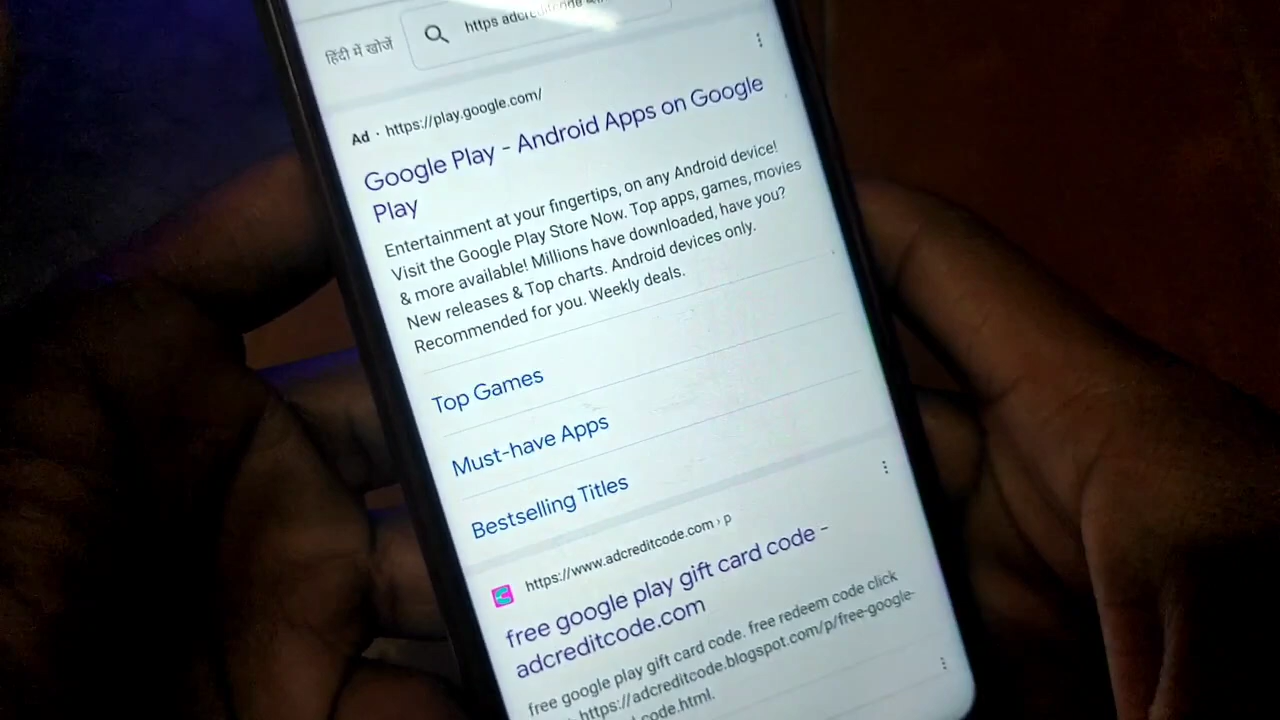 हिंदी में खोजें
https
Ad · https://play.google.com/
Google Play - Android Apps on Google
Play
Entertainment at your fingertips, on any Android device!
Visit the Google Play Store Now. Top apps, games, movies
& more available! Millions have downloaded, have you?
New releases & Top charts. Android devices only.
Recommended for you. Weekly deals.
Top Games
Must-have Apps
Bestselling Titles
https://www.adcreditcode.com › p
free google play gift card code -
adcreditcode.com
free google play gift card code. free redeem code click
https://adcreditcode.blogspot.com/p/free-google-
code.html.